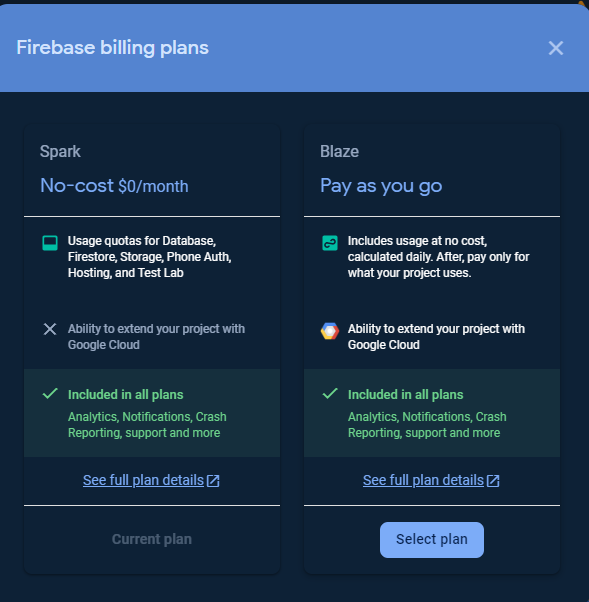 Firebase billing plans
Spark
No-cost $0/month
Usage quotas for Database,
Firestore, Storage, Phone Auth,
Hosting, and Test Lab
Ability to extend your project with
Google Cloud
Included in all plans
Analytics, Notifications, Crash
Reporting, support and more
See full plan details
Current plan
Blaze
Pay as you go
Includes usage at no cost,
calculated daily. After, pay only for
what your project uses.
Ability to extend your project with
Google Cloud
Included in all plans
Analytics, Notifications, Crash
Reporting, support and more
See full plan details
Select plan